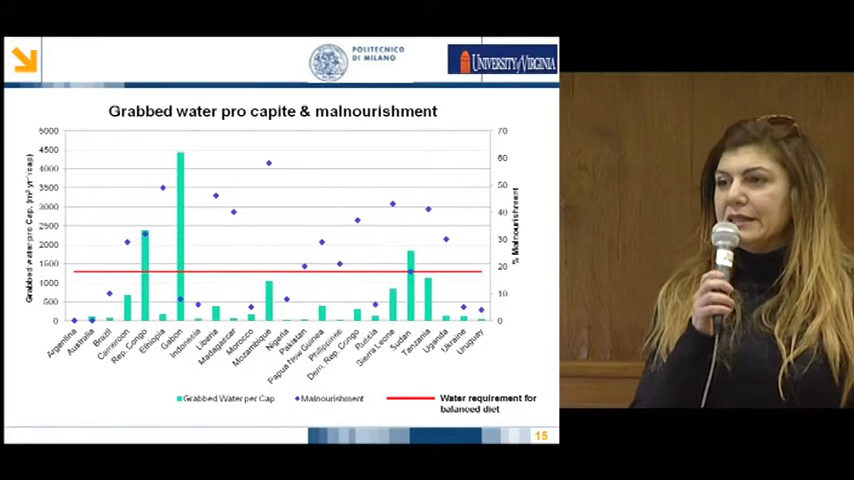 POLITECNICO
DI MILANO
UNIVERSITY of VIRGINIA
Grabbed water pro capite & malnourishment
Grabbed water pro Cap. (m³ yr⁻¹/cap)
5000
4500
4000
3500
3000
2500
2000
1500
1000
500
0
70
60
50
40
30
20
10
0
% Malnourishment
Argentina
Australia
Brazil
Cameroon
Rep. Congo
Ethiopia
Gabon
Indonesia
Liberia
Madagascar
Morocco
Mozambique
Nigeria
Pakistan
Papua New Guinea
Philippines
Dem. Rep. Congo
Russia
Sierra Leone
Sudan
Tanzania
Uganda
Ukraine
Uruguay
Grabbed Water per Cap
Malnourishment
Water requirement for
balanced diet
15